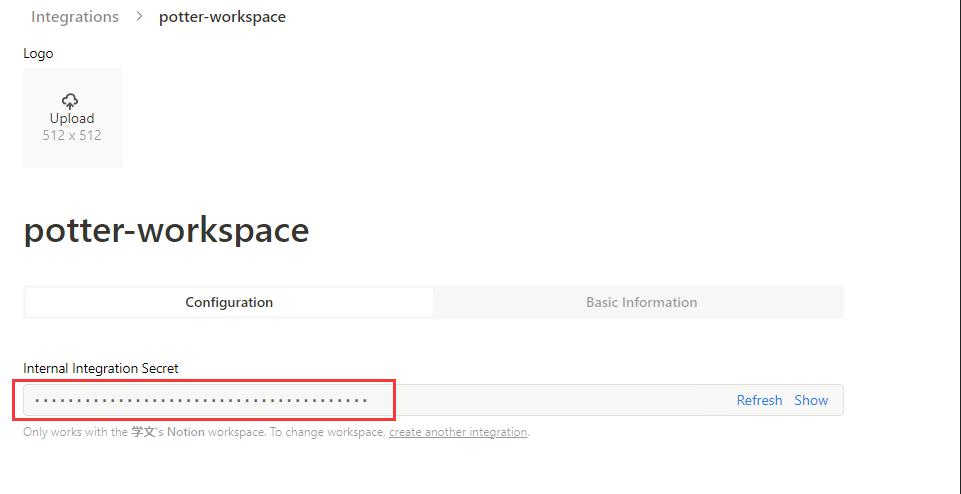 Integrations > potter-workspace
Logo
Upload
512 x 512
potter-workspace
Configuration Basic Information
Internal Integration Secret
Refresh Show
Only works with the 学文's Notion workspace. To change workspace, create another integration.